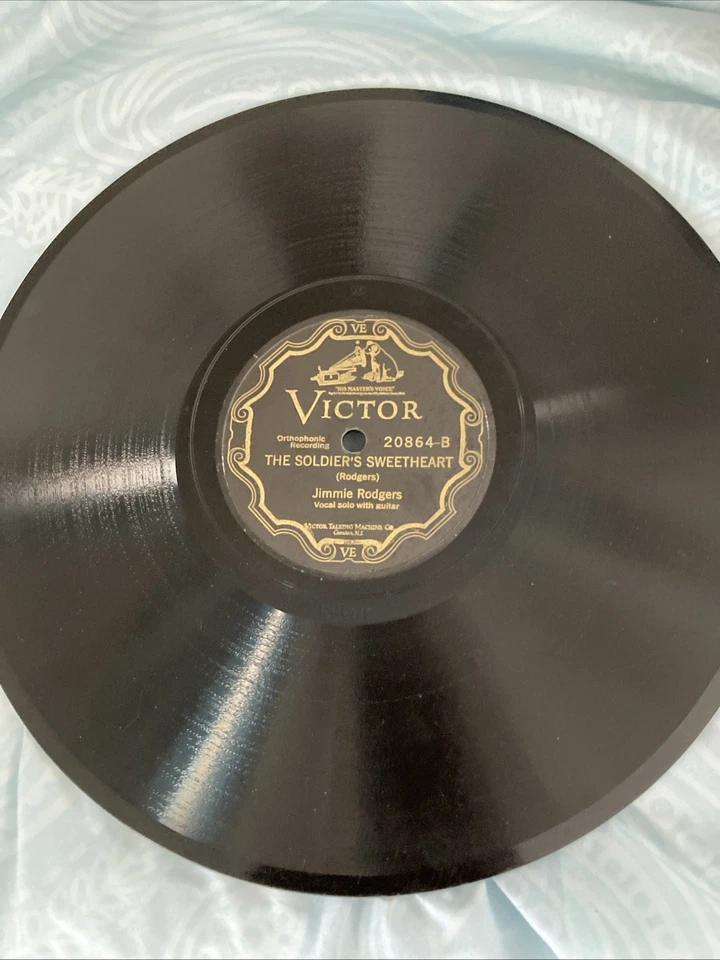 VE
"HIS MASTER'S VOICE"
VICTOR
Orthophonic
Recording
20864-B
THE SOLDIER'S SWEETHEART
(Rodgers)
Jimmie Rodgers
Vocal solo with guitar
VICTOR TALKING MACHINE CO.
Camden, N.J.
VE